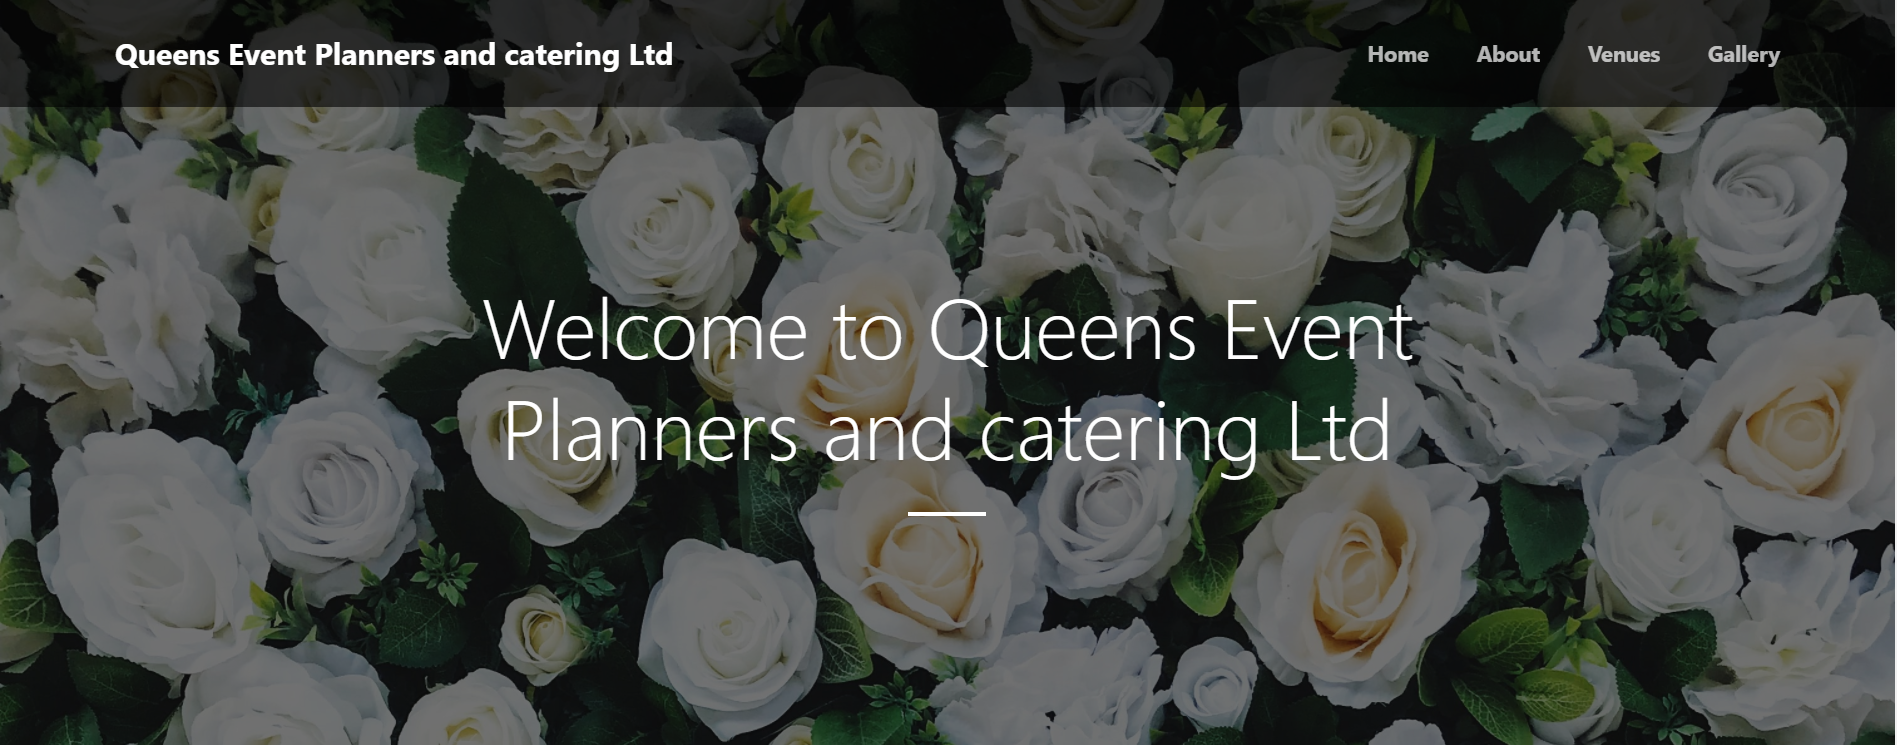 Queens Event Planners and catering Ltd
Home About Venues Gallery
Welcome to Queens Event
Planners and catering Ltd